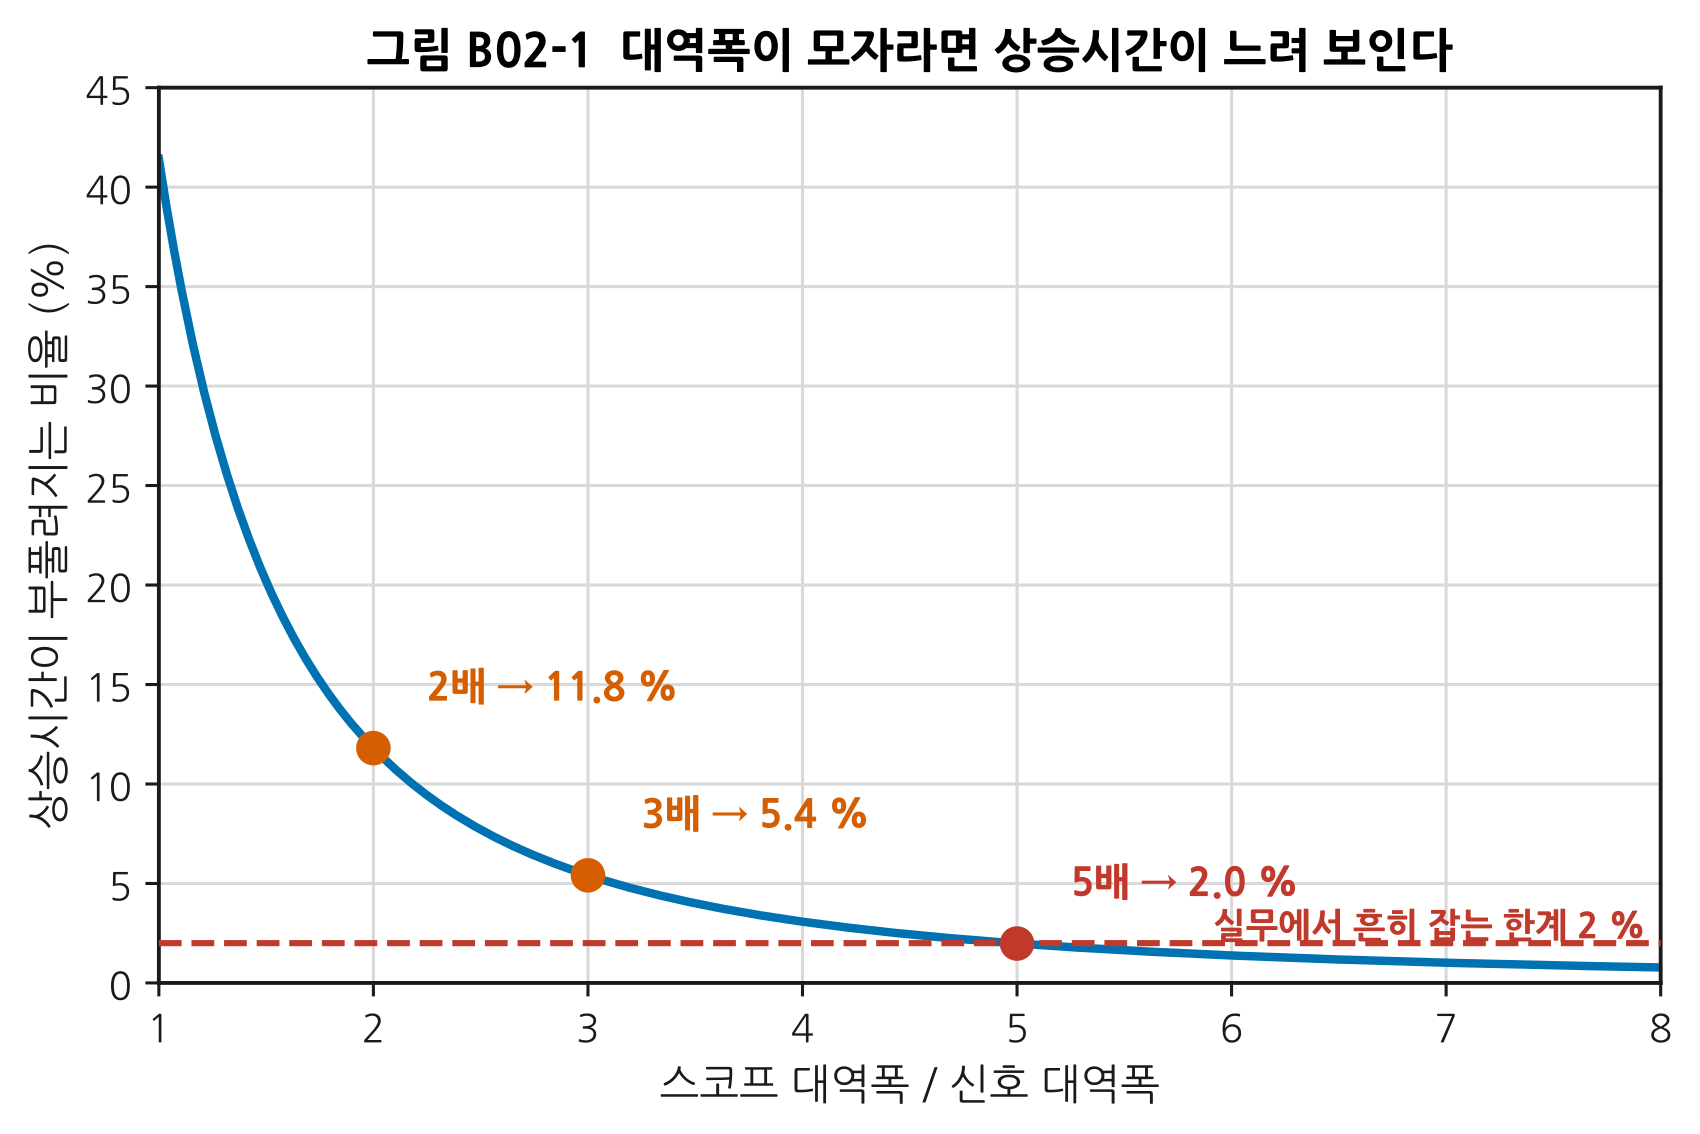 그림 B02-1 대역폭이 모자라면 상승시간이 느려 보인다
상승시간이 부풀려지는 비율 (%)
45
40
35
30
25
20
15
10
5
0
2배 → 11.8 %
3배 → 5.4 %
5배 → 2.0 %
실무에서 흔히 잡는 한계 2 %
1 2 3 4 5 6 7 8
스코프 대역폭 / 신호 대역폭